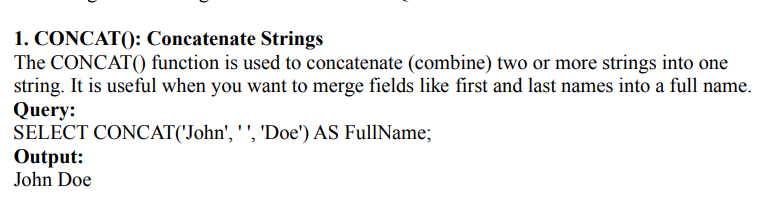 1. CONCAT(): Concatenate Strings
The CONCAT() function is used to concatenate (combine) two or more strings into one
string. It is useful when you want to merge fields like first and last names into a full name.
Query:
SELECT CONCAT('John', ' ', 'Doe') AS FullName;
Output:
John Doe